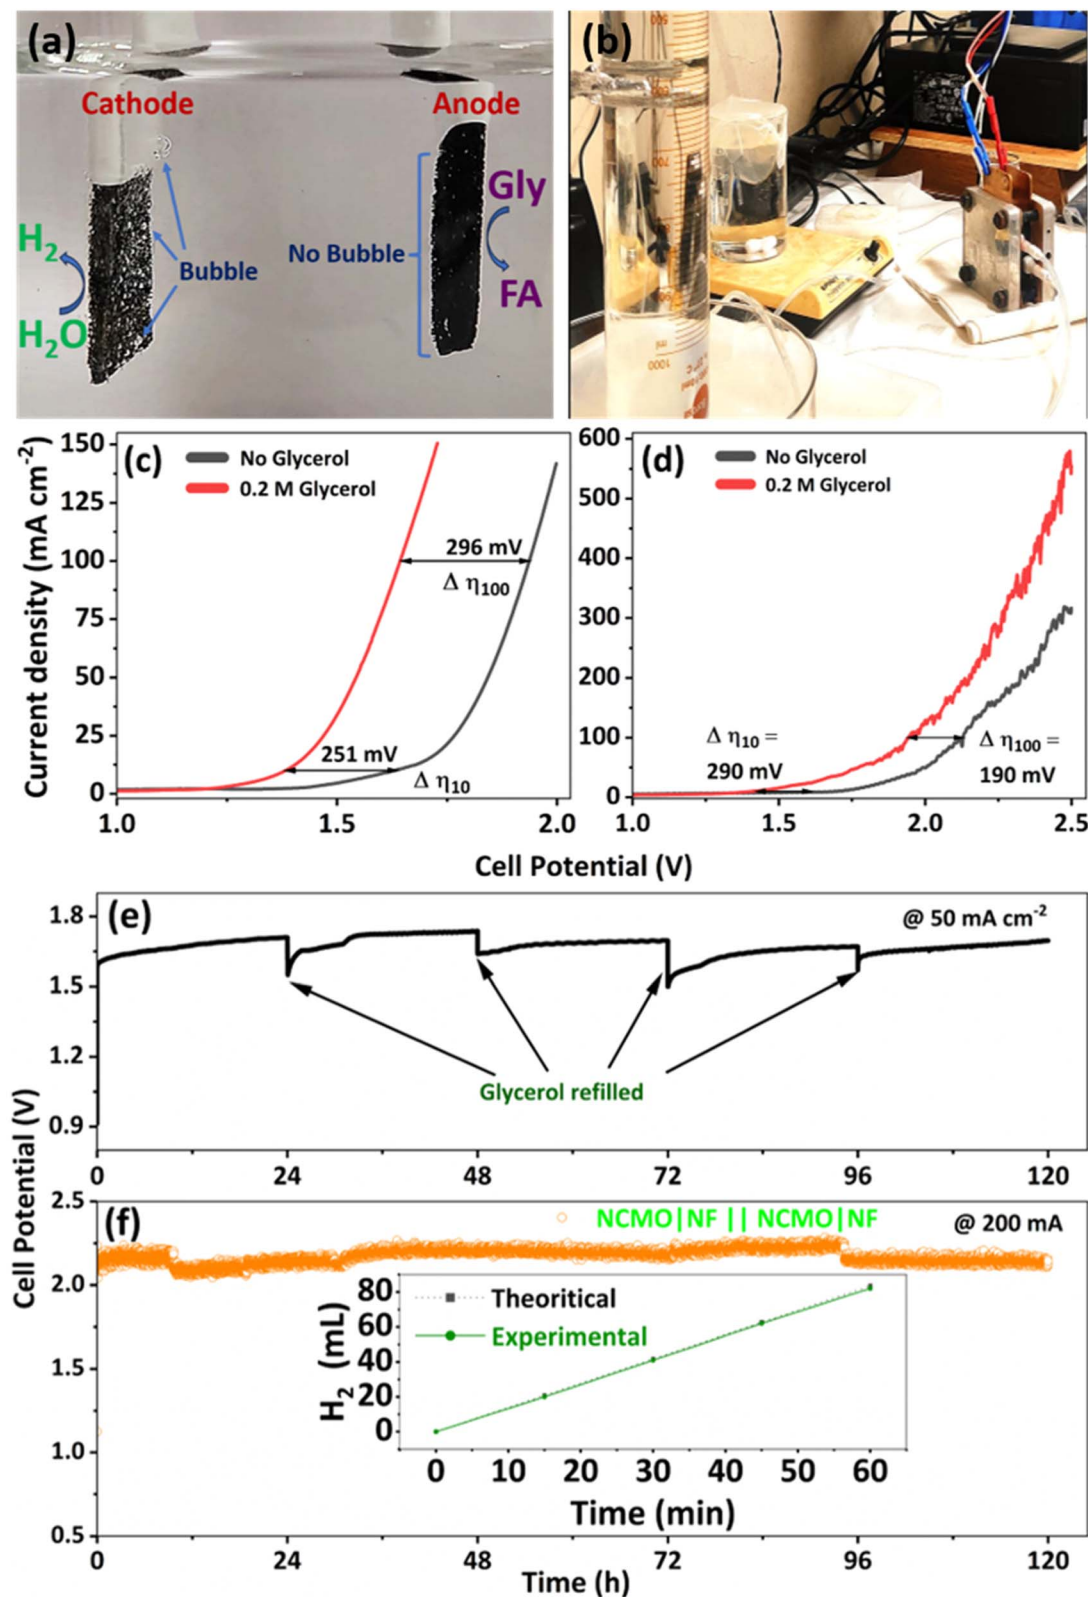 (a)
Cathode
Anode
Gly
H₂
Bubble
No Bubble
FA
H₂O
(b)
500
700
1000
ml
Current density (mA cm⁻²)
150
125
100
75
50
25
0
(c)
No Glycerol
0.2 M Glycerol
296 mV
Δ η₁₀₀
251 mV
Δ η₁₀
1.0
1.5
2.0
600
500
400
300
200
100
0
(d)
No Glycerol
0.2 M Glycerol
Δ η₁₀ =
290 mV
Δ η₁₀₀ =
190 mV
1.0
1.5
2.0
2.5
Cell Potential (V)
(e)
@ 50 mA cm⁻²
1.8
1.5
1.2
0.9
Glycerol refilled
0
24
48
72
96
120
Cell Potential (V)
(f)
NCMO|NF || NCMO|NF
@ 200 mA
2.5
2.0
1.5
1.0
0.5
H₂ (mL)
80
60
40
20
0
Theoritical
Experimental
0
10
20
30
40
50
60
Time (min)
0
24
48
72
96
120
Time (h)